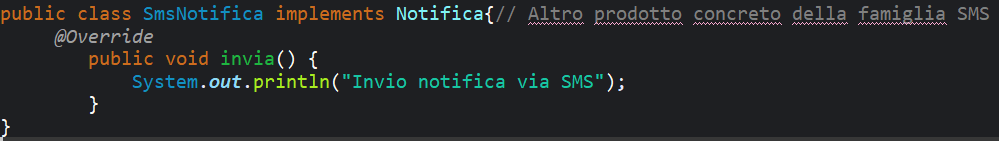 public class SmsNotifica implements Notifica{// Altro prodotto concreto della famiglia SMS
@Override
public void invia() {
System.out.println("Invio notifica via SMS");
}
}